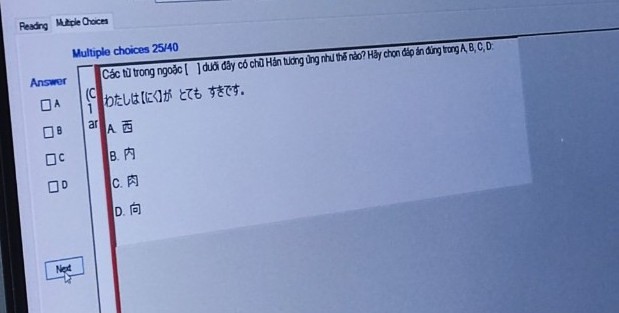 Reading Multiple Choices
Multiple choices 25/40
Answer
A
B
C
D
Next
(C
1
ar
Các từ trong ngoặc [ ] dưới đây có chữ Hán tương ứng như thế nào? Hãy chọn đáp án đúng trong A, B, C, D:
わたしは【にく】が とても すきです。
A. 西
B. 内
C. 肉
D. 向